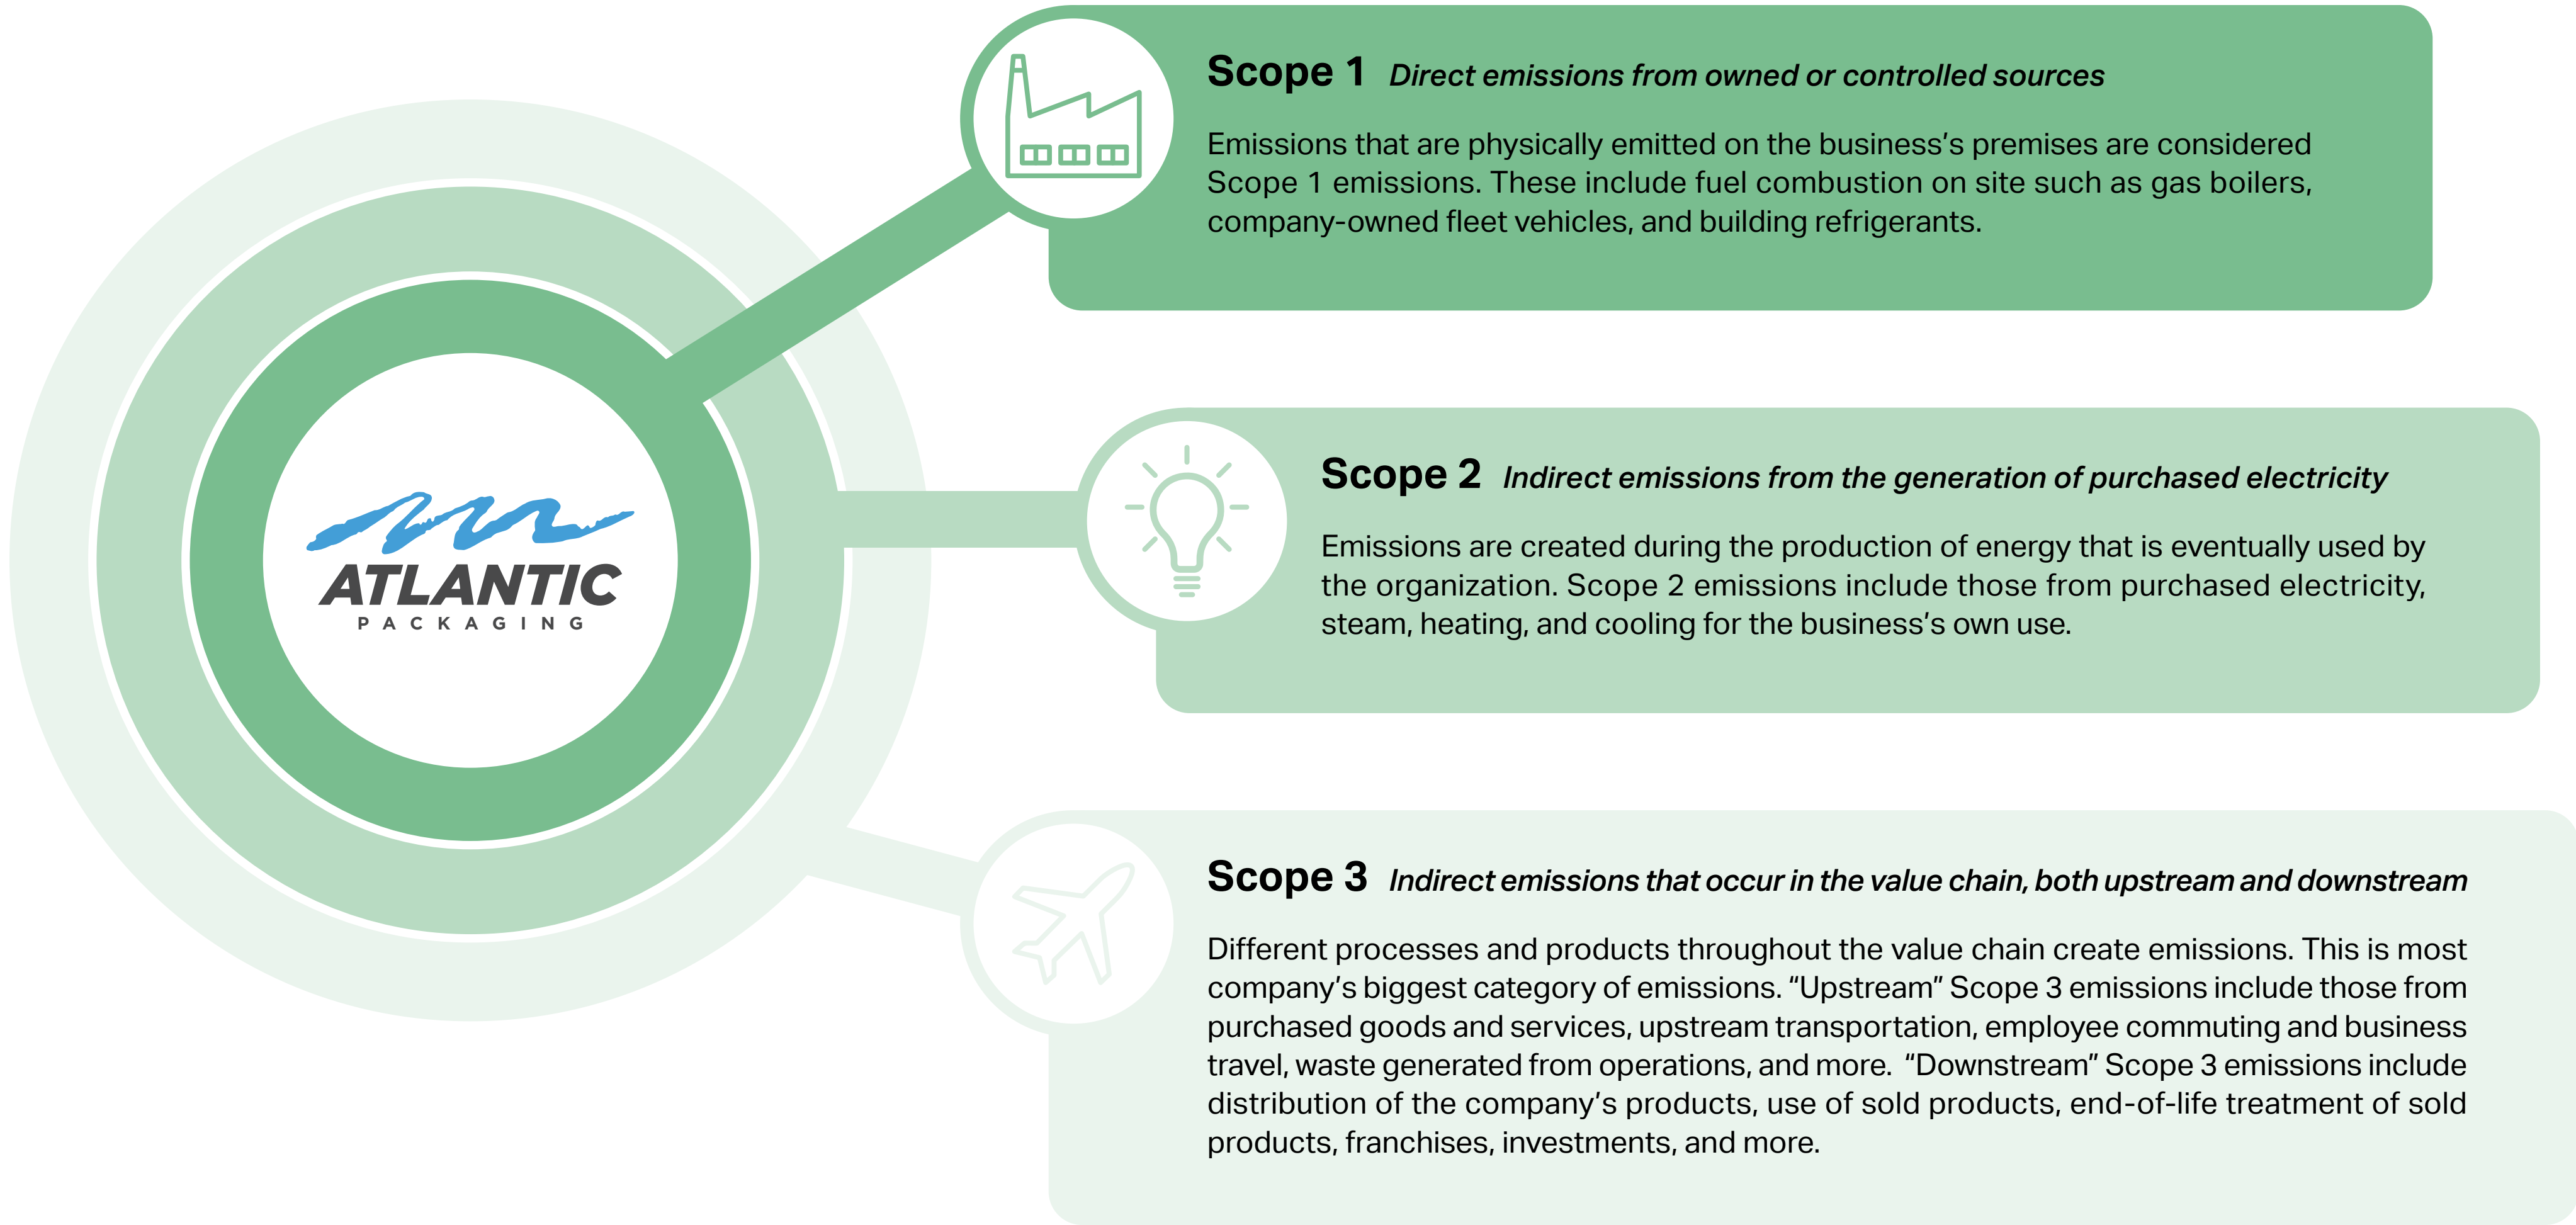 Scope 1 Direct emissions from owned or controlled sources
Emissions that are physically emitted on the business’s premises are considered
Scope 1 emissions. These include fuel combustion on site such as gas boilers,
company-owned fleet vehicles, and building refrigerants.
ATLANTIC
PACKAGING
Scope 2 Indirect emissions from the generation of purchased electricity
Emissions are created during the production of energy that is eventually used by
the organization. Scope 2 emissions include those from purchased electricity,
steam, heating, and cooling for the business’s own use.
Scope 3 Indirect emissions that occur in the value chain, both upstream and downstream
Different processes and products throughout the value chain create emissions. This is most
company’s biggest category of emissions. “Upstream” Scope 3 emissions include those from
purchased goods and services, upstream transportation, employee commuting and business
travel, waste generated from operations, and more. “Downstream” Scope 3 emissions include
distribution of the company’s products, use of sold products, end-of-life treatment of sold
products, franchises, investments, and more.